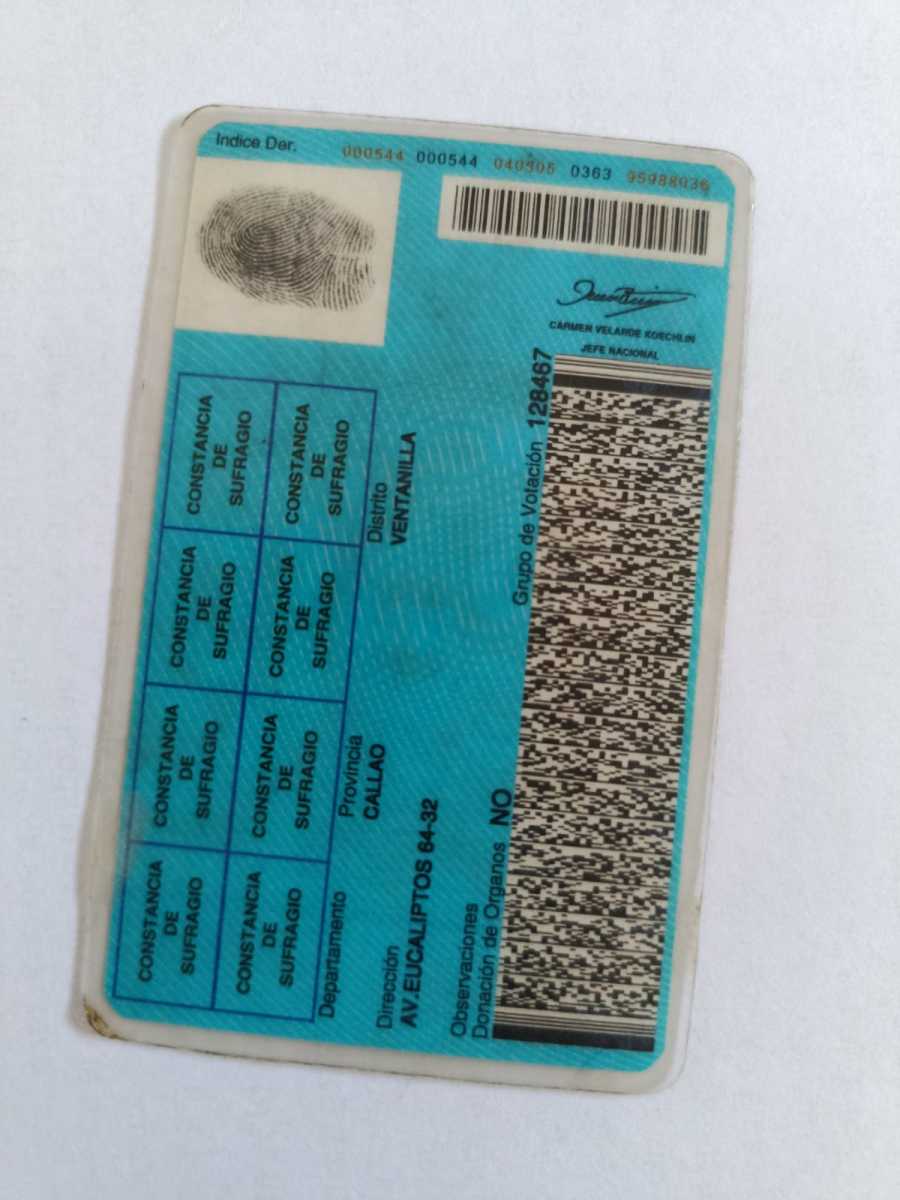 Indice Der.
000544 000544 040505 0363 95988036
CARMEN VELARDE KOECHLIN
JEFE NACIONAL
CONSTANCIA
DE
SUFRAGIO
CONSTANCIA
DE
SUFRAGIO
CONSTANCIA
DE
SUFRAGIO
CONSTANCIA
DE
SUFRAGIO
CONSTANCIA
DE
SUFRAGIO
CONSTANCIA
DE
SUFRAGIO
CONSTANCIA
DE
SUFRAGIO
CONSTANCIA
DE
SUFRAGIO
Departamento
Provincia
CALLAO
Distrito
VENTANILLA
Dirección
AV.EUCALIPTOS 64-32
Observaciones
Donación de Organos NO
Grupo de Votación 128467